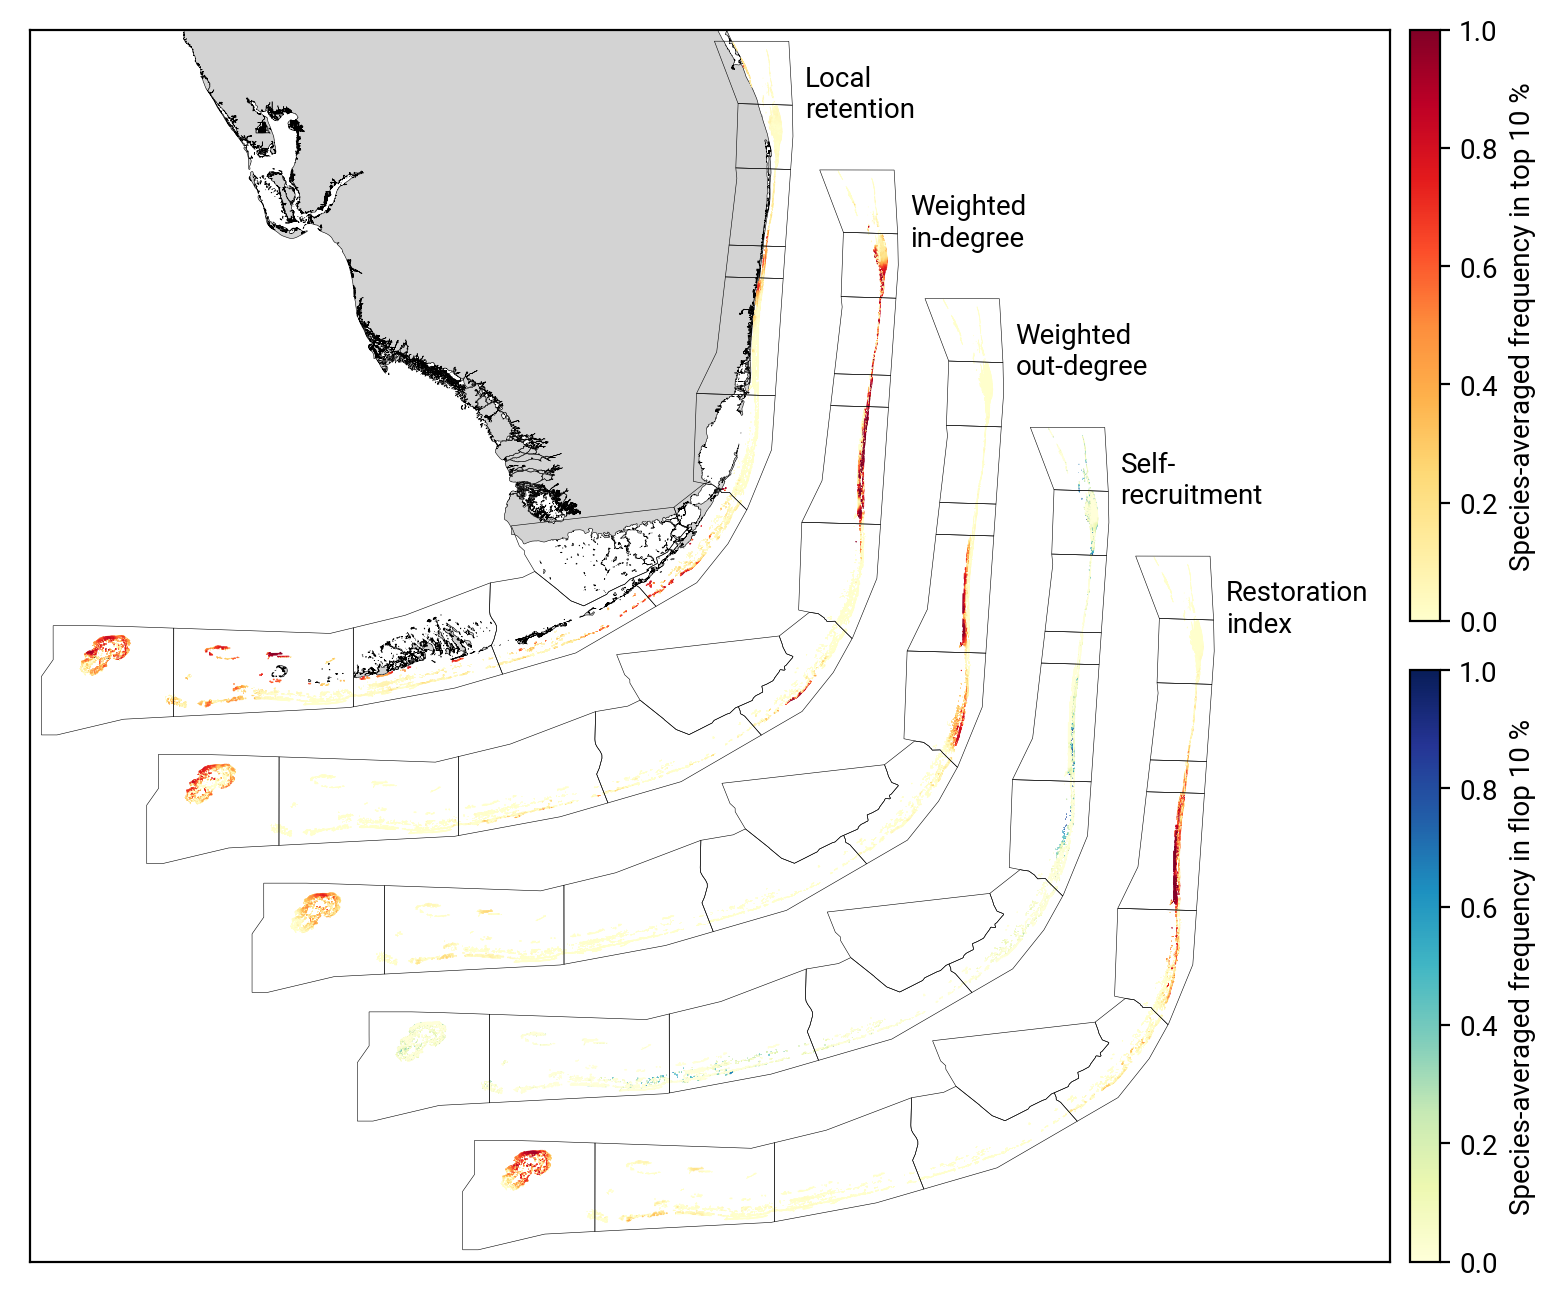 Local
retention
Weighted
in-degree
Weighted
out-degree
Self-
recruitment
Restoration
index
1.0
0.8
0.6
0.4
0.2
0.0
Species-averaged frequency in top 10 %
1.0
0.8
0.6
0.4
0.2
0.0
Species-averaged frequency in flop 10 %